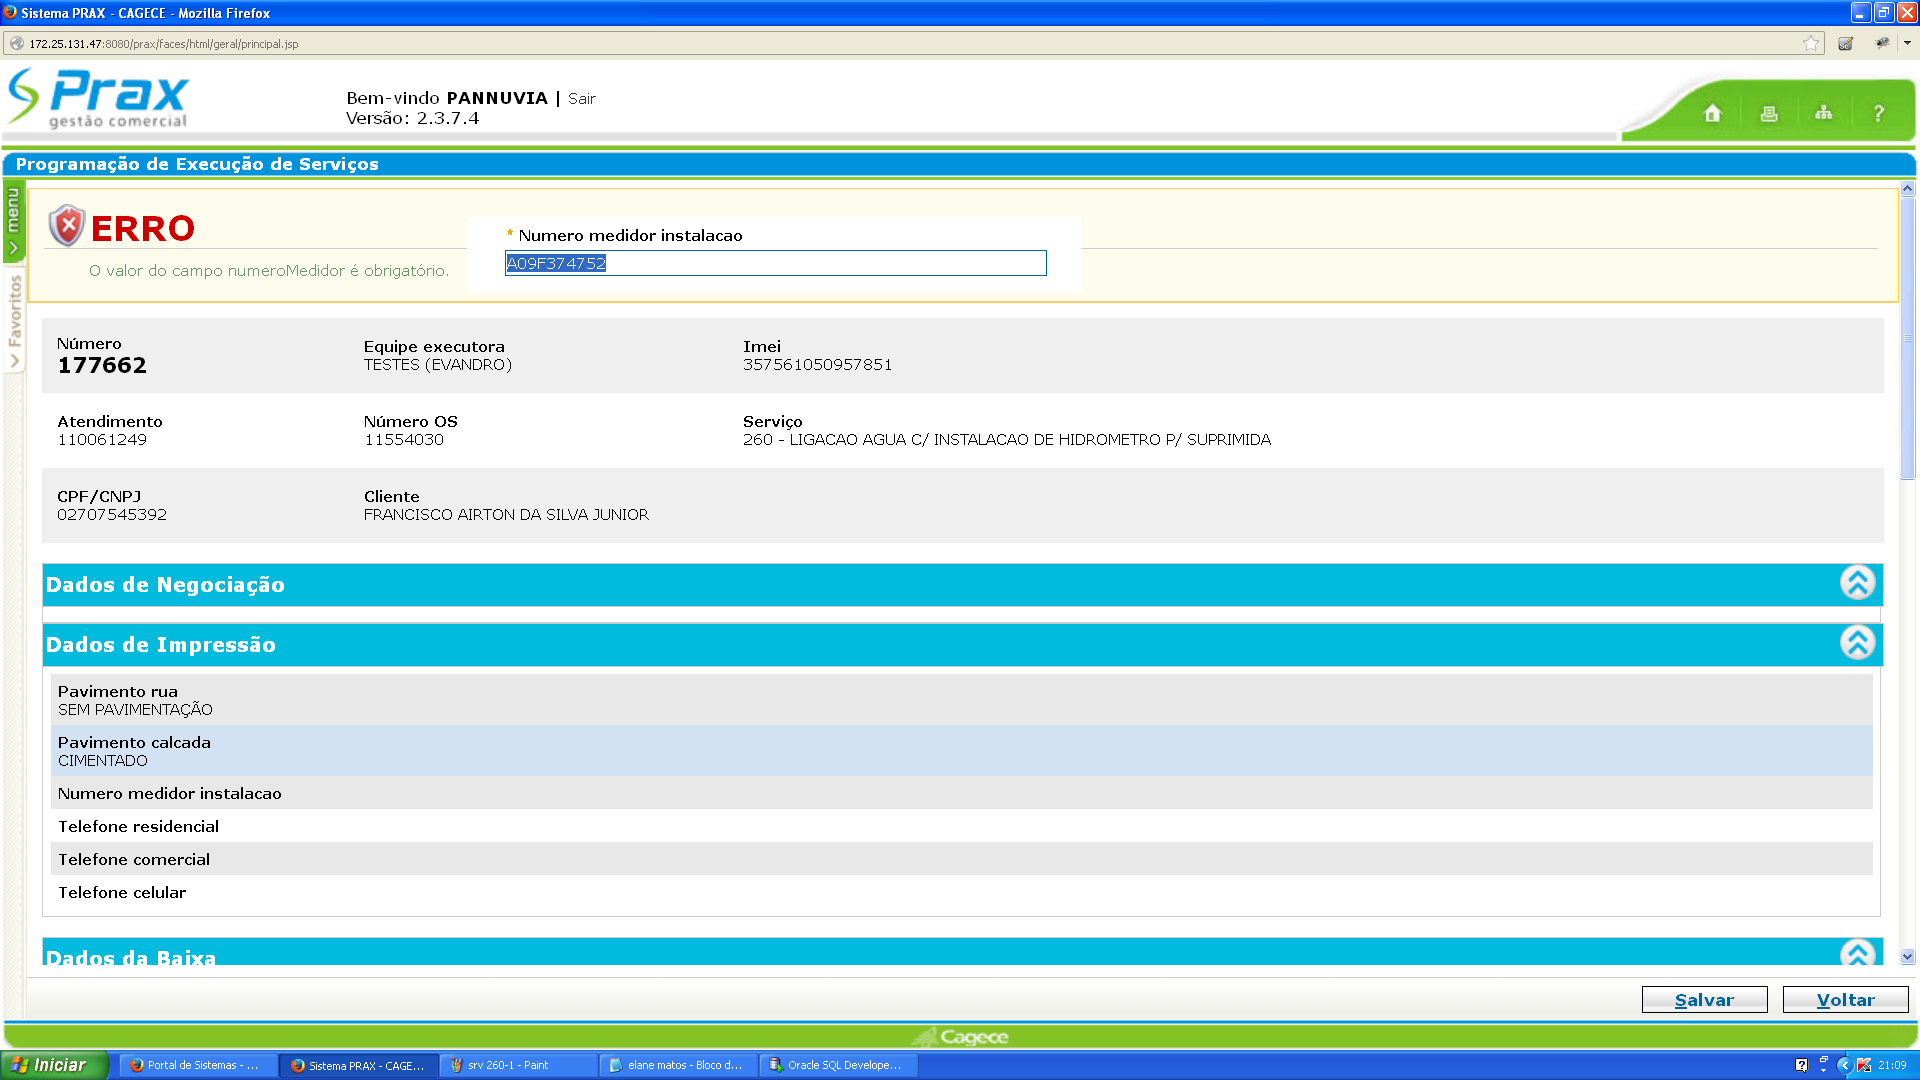 Sistema PRAX - CAGECE - Mozilla Firefox
172.25.131.47:8080/prax/faces/html/geral/principal.jsp
Prax
gestão comercial
Bem-vindo PANNUVIA | Sair
Versão: 2.3.7.4
?
Programação de Execução de Serviços
menu
Favoritos
ERRO
O valor do campo numeroMedidor é obrigatório.
* Numero medidor instalacao
A09F374752
Número
177662
Equipe executora
TESTES (EVANDRO)
Imei
357561050957851
Atendimento
110061249
Número OS
11554030
Serviço
260 - LIGACAO AGUA C/ INSTALACAO DE HIDROMETRO P/ SUPRIMIDA
CPF/CNPJ
02707545392
Cliente
FRANCISCO AIRTON DA SILVA JUNIOR
Dados de Negociação
Dados de Impressão
Pavimento rua
SEM PAVIMENTAÇÃO
Pavimento calcada
CIMENTADO
Numero medidor instalacao
Telefone residencial
Telefone comercial
Telefone celular
Dados da Baixa
Salvar
Voltar
Cagece
Iniciar
Portal de Sistemas - ...
Sistema PRAX - CAGE...
srv 260-1 - Paint
elane matos - Bloco d...
Oracle SQL Develope...
21:09